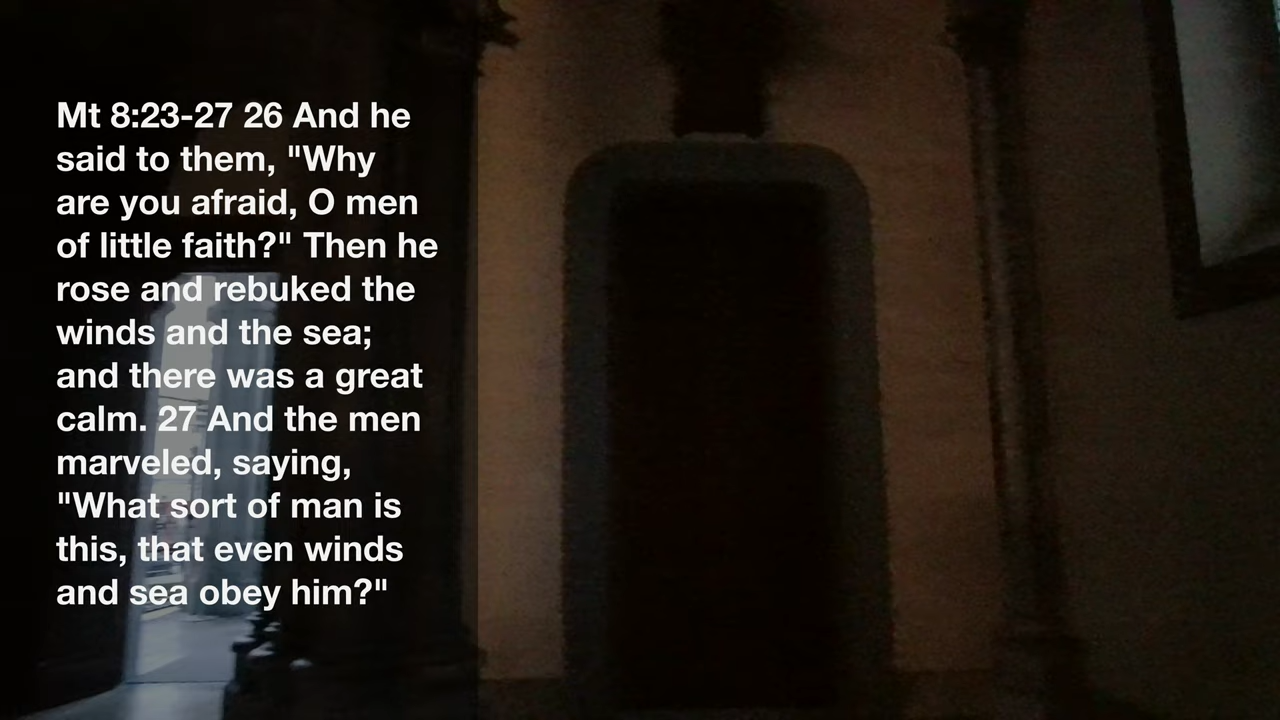 Mt 8:23-27 26 And he
said to them, "Why
are you afraid, O men
of little faith?" Then he
rose and rebuked the
winds and the sea;
and there was a great
calm. 27 And the men
marveled, saying,
"What sort of man is
this, that even winds
and sea obey him?"